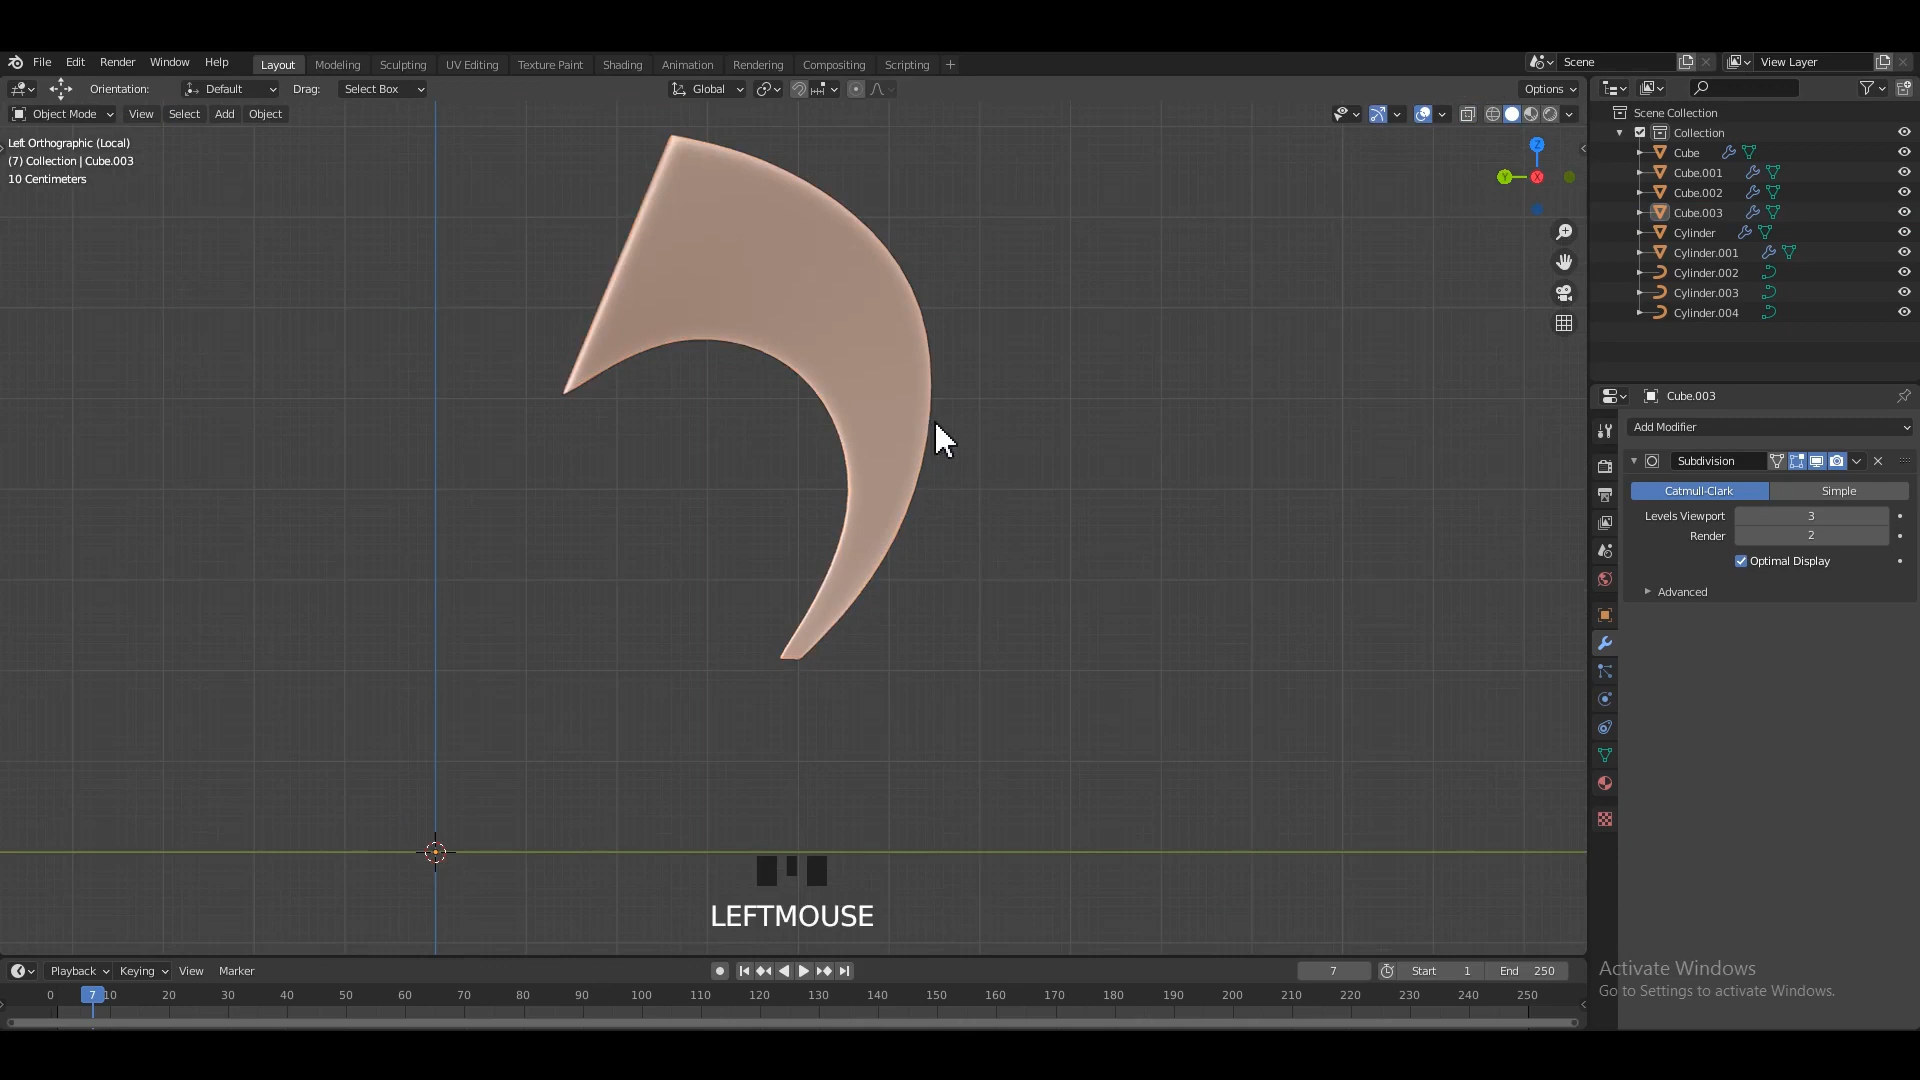 File Edit Render Window Help Layout Modeling Sculpting UV Editing Texture Paint Shading Animation Rendering Compositing Scripting + Scene View Layer
Orientation: Default Drag: Select Box Global Options
Object Mode View Select Add Object
Left Orthographic (Local)
(7) Collection | Cube.003
10 Centimeters
Z
Y
X
Scene Collection
Collection
Cube
Cube.001
Cube.002
Cube.003
Cylinder
Cylinder.001
Cylinder.002
Cylinder.003
Cylinder.004
Cube.003
Add Modifier
Subdivision
Catmull-Clark Simple
Levels Viewport 3
Render 2
Optimal Display
Advanced
LEFTMOUSE
Playback Keying View Marker 7 Start 1 End 250
0 7 10 20 30 40 50 60 70 80 90 100 110 120 130 140 150 160 170 180 190 200 210 220 230 240 250
Activate Windows
Go to Settings to activate Windows.